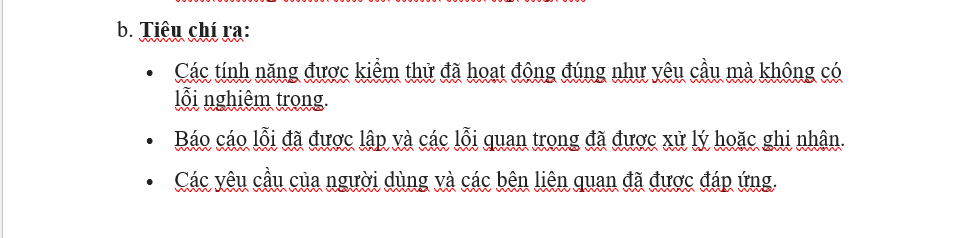 b. Tiêu chí ra:
• Các tính năng được kiểm thử đã hoạt động đúng như yêu cầu mà không có
lỗi nghiêm trọng.
• Báo cáo lỗi đã được lập và các lỗi quan trọng đã được xử lý hoặc ghi nhận.
• Các yêu cầu của người dùng và các bên liên quan đã được đáp ứng.